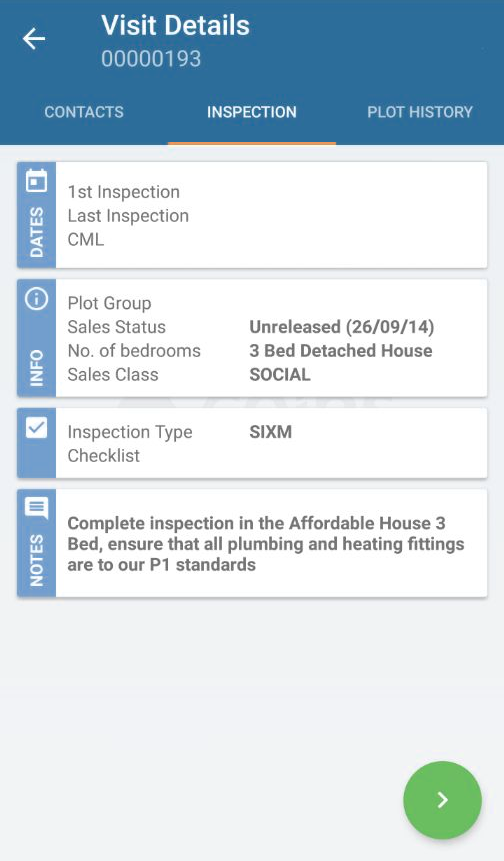 Visit Details
00000193
CONTACTS INSPECTION PLOT HISTORY
DATES
1st Inspection
Last Inspection
CML
INFO
Plot Group
Sales Status Unreleased (26/09/14)
No. of bedrooms 3 Bed Detached House
Sales Class SOCIAL
Inspection Type SIXM
Checklist
NOTES
Complete inspection in the Affordable House 3
Bed, ensure that all plumbing and heating fittings
are to our P1 standards